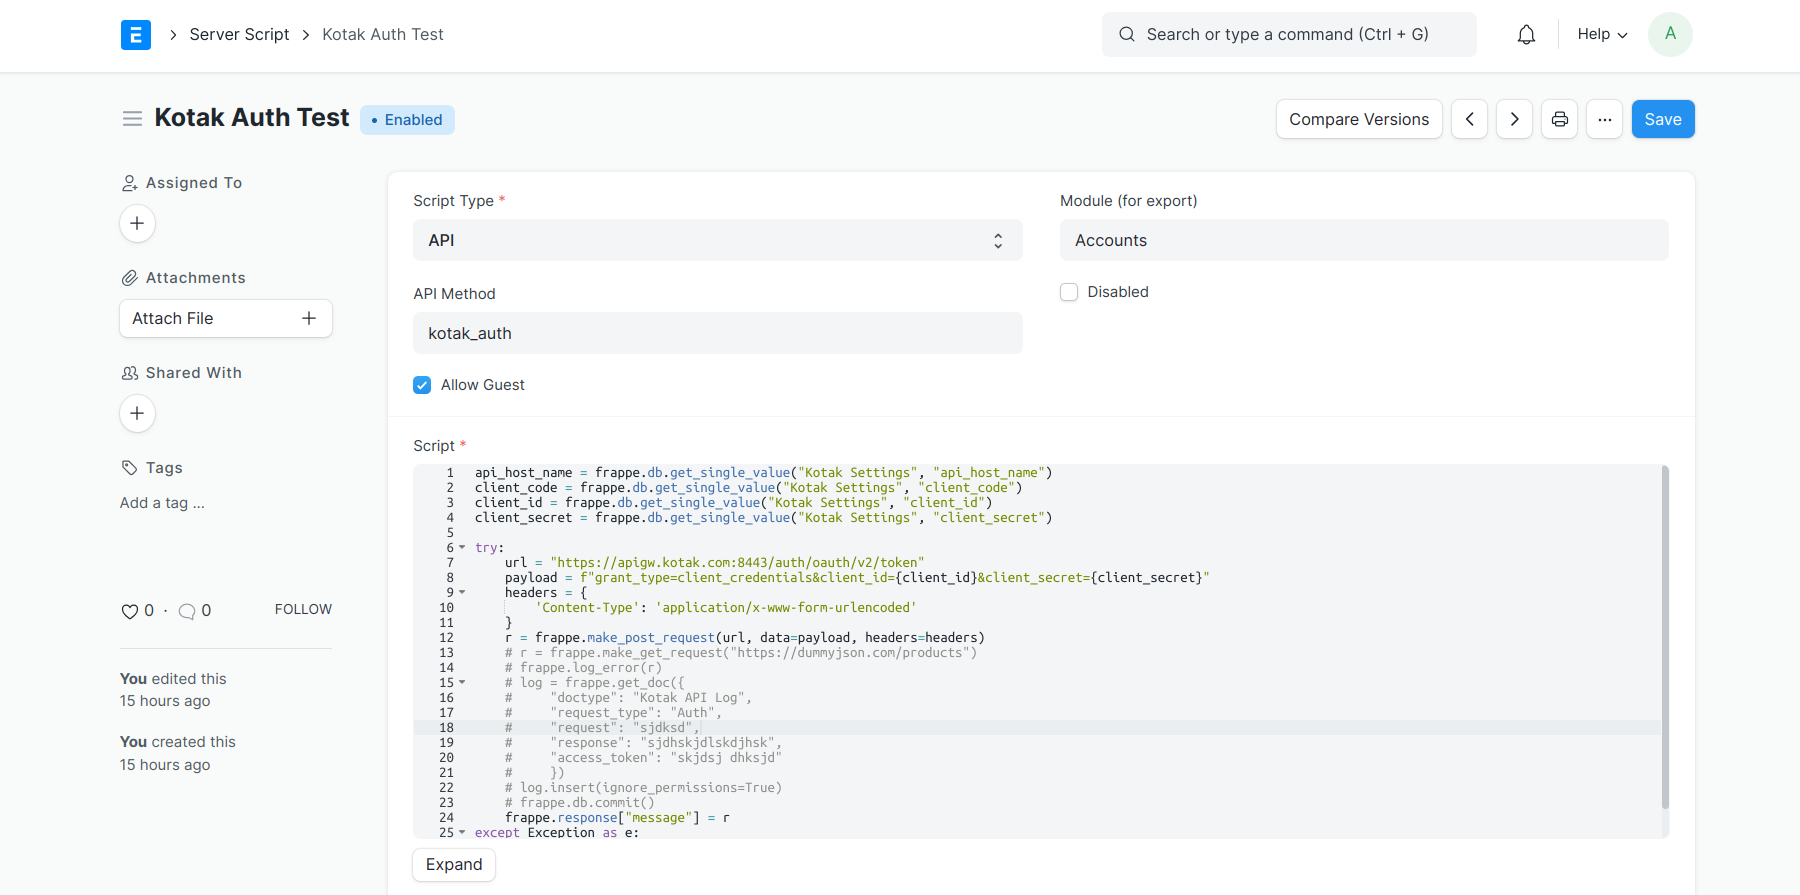 E
Server Script
Kotak Auth Test
Search or type a command (Ctrl + G)
Help
A
Kotak Auth Test
Enabled
Compare Versions
...
Save
Assigned To
Attachments
Attach File
Shared With
Tags
Add a tag ...
0 · 0
FOLLOW
You edited this
15 hours ago
You created this
15 hours ago
Script Type *
API
Module (for export)
Accounts
API Method
kotak_auth
Disabled
Allow Guest
Script *
1 api_host_name = frappe.db.get_single_value("Kotak Settings", "api_host_name")
2 client_code = frappe.db.get_single_value("Kotak Settings", "client_code")
3 client_id = frappe.db.get_single_value("Kotak Settings", "client_id")
4 client_secret = frappe.db.get_single_value("Kotak Settings", "client_secret")
5
6 try:
7     url = "https://apigw.kotak.com:8443/auth/oauth/v2/token"
8     payload = f"grant_type=client_credentials&client_id={client_id}&client_secret={client_secret}"
9     headers = {
10         'Content-Type': 'application/x-www-form-urlencoded'
11     }
12     r = frappe.make_post_request(url, data=payload, headers=headers)
13     # r = frappe.make_get_request("https://dummyjson.com/products")
14     # frappe.log_error(r)
15     # log = frappe.get_doc({
16     #     "doctype": "Kotak API Log",
17     #     "request_type": "Auth",
18     #     "request": "sjdksd",
19     #     "response": "sjdhskjdlskdjhsk",
20     #     "access_token": "skjdsj dhksjd"
21     #     })
22     # log.insert(ignore_permissions=True)
23     # frappe.db.commit()
24     frappe.response["message"] = r
25 except Exception as e:
Expand